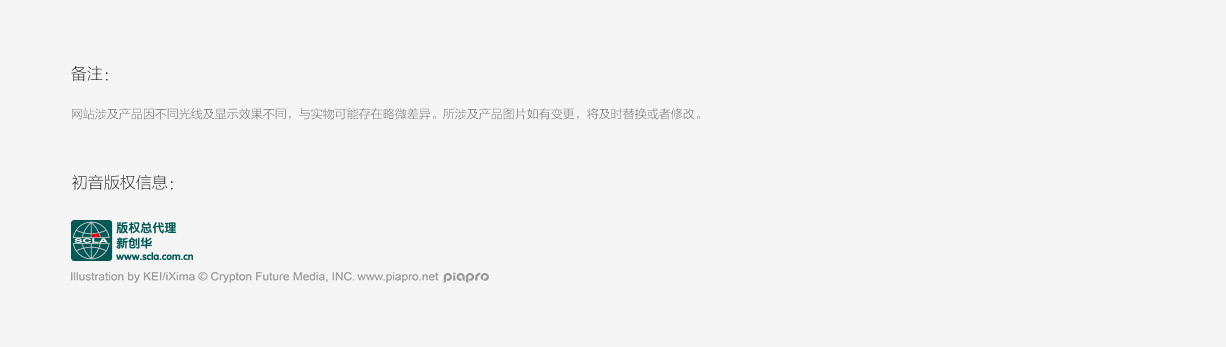 备注：
网站涉及产品因不同光线及显示效果不同，与实物可能存在略微差异。所涉及产品图片如有变更，将及时替换或者修改。
初音版权信息：
SCLA
版权总代理
新创华
www.scla.com.cn
Illustration by KEI/iXima © Crypton Future Media, INC. www.piapro.net piapro